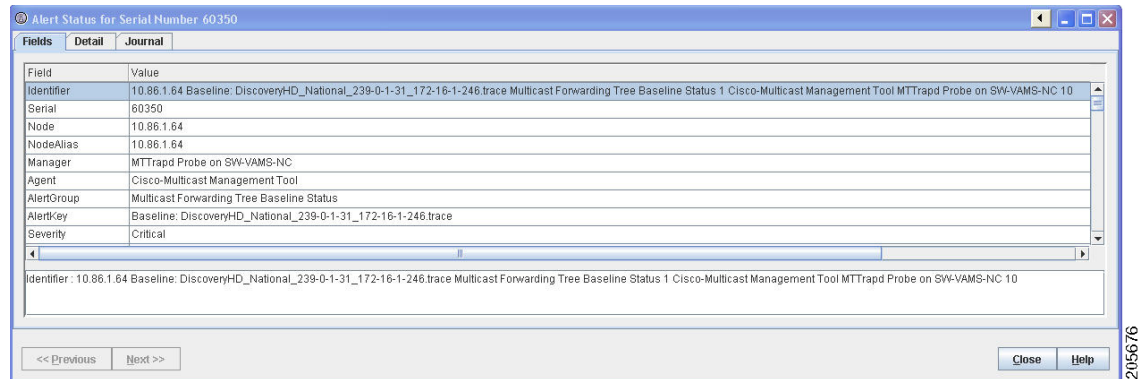 Alert Status for Serial Number 60350
Fields Detail Journal
Field Value
Identifier 10.86.1.64 Baseline: DiscoveryHD_National_239-0-1-31_172-16-1-246.trace Multicast Forwarding Tree Baseline Status 1 Cisco-Multicast Management Tool MTTrapd Probe on SW-VAMS-NC 10
Serial 60350
Node 10.86.1.64
NodeAlias 10.86.1.64
Manager MTTrapd Probe on SW-VAMS-NC
Agent Cisco-Multicast Management Tool
AlertGroup Multicast Forwarding Tree Baseline Status
AlertKey Baseline: DiscoveryHD_National_239-0-1-31_172-16-1-246.trace
Severity Critical
Identifier : 10.86.1.64 Baseline: DiscoveryHD_National_239-0-1-31_172-16-1-246.trace Multicast Forwarding Tree Baseline Status 1 Cisco-Multicast Management Tool MTTrapd Probe on SW-VAMS-NC 10
<< Previous Next >> Close Help
205676